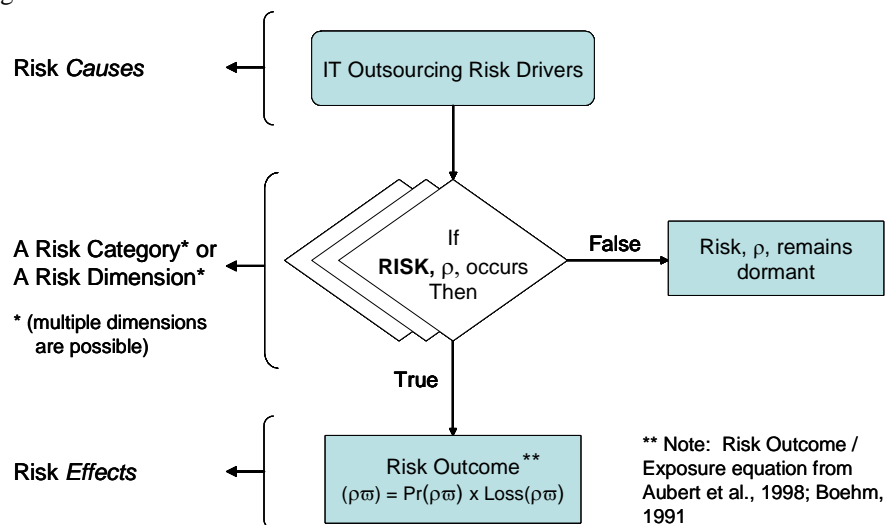 Risk Causes
IT Outsourcing Risk Drivers
A Risk Category* or
A Risk Dimension*
* (multiple dimensions
are possible)
If
RISK, ρ, occurs
Then
False
Risk, ρ, remains
dormant
True
Risk Effects
Risk Outcome**
(ρϖ) = Pr(ρϖ) x Loss(ρϖ)
** Note: Risk Outcome /
Exposure equation from
Aubert et al., 1998; Boehm,
1991